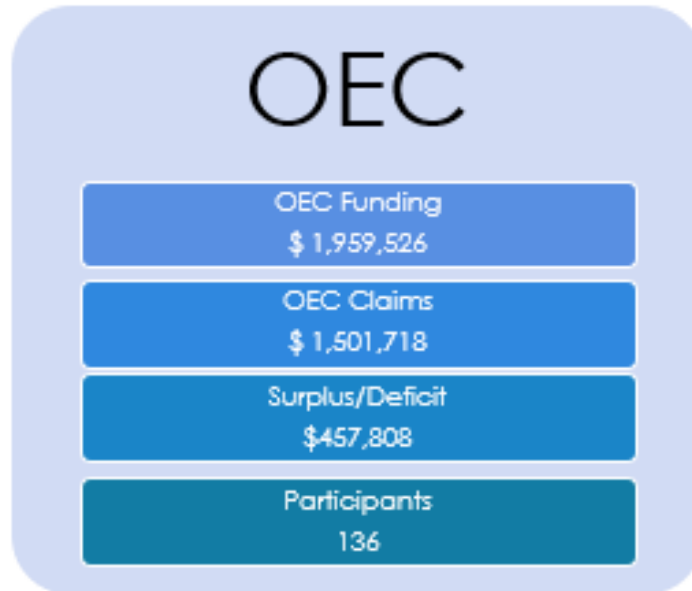 OEC
OEC Funding
$ 1,959,526
OEC Claims
$ 1,501,718
Surplus/Deficit
$457,808
Participants
136